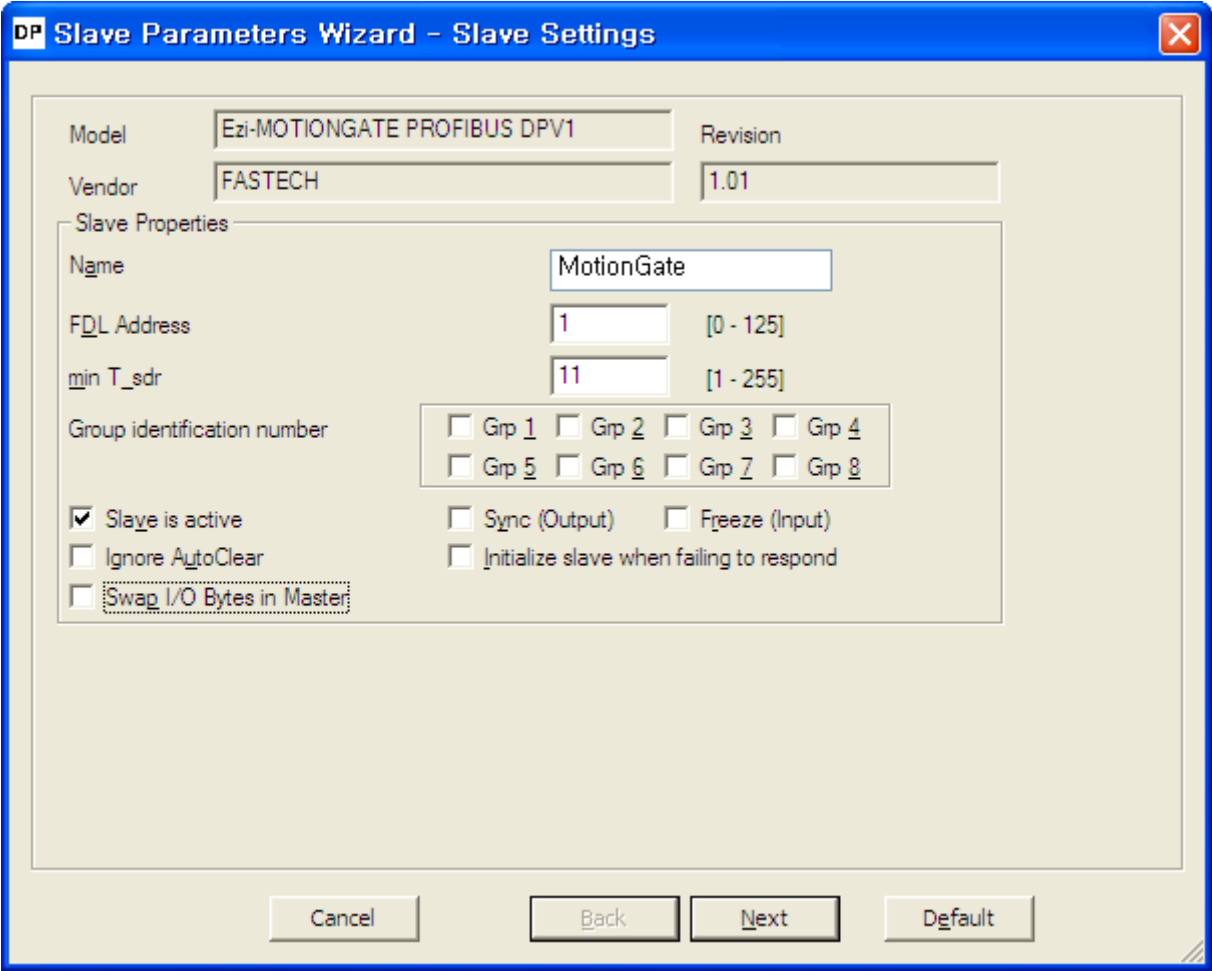 DP Slave Parameters Wizard - Slave Settings
Model Ezi-MOTIONGATE PROFIBUS DPV1 Revision
Vendor FASTECH 1.01
Slave Properties
Name MotionGate
FDL Address 1 [0 - 125]
min T_sdr 11 [1 - 255]
Group identification number Grp 1 Grp 2 Grp 3 Grp 4
Grp 5 Grp 6 Grp 7 Grp 8
Slave is active Sync (Output) Freeze (Input)
Ignore AutoClear Initialize slave when failing to respond
Swap I/O Bytes in Master
Cancel Back Next Default